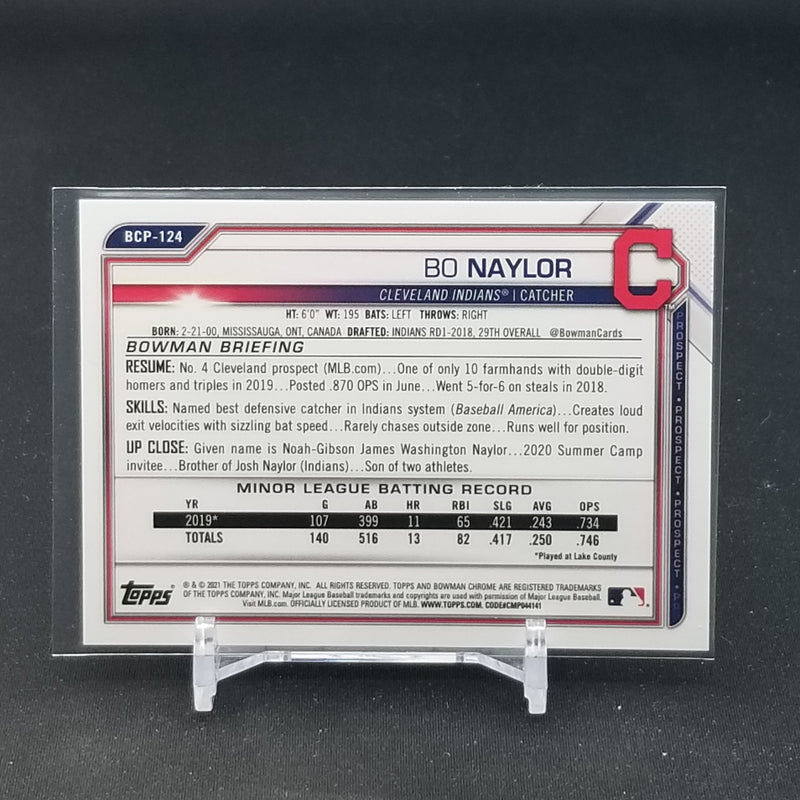 BCP-124
BO NAYLOR
C
TM
CLEVELAND INDIANS® | CATCHER
HT: 6'0" WT: 195 BATS: LEFT THROWS: RIGHT
BORN: 2-21-00, MISSISSAUGA, ONT, CANADA DRAFTED: INDIANS RD1-2018, 29TH OVERALL @BowmanCards
BOWMAN BRIEFING
RESUME: No. 4 Cleveland prospect (MLB.com)...One of only 10 farmhands with double-digit
homers and triples in 2019...Posted .870 OPS in June...Went 5-for-6 on steals in 2018.
SKILLS: Named best defensive catcher in Indians system (Baseball America)...Creates loud
exit velocities with sizzling bat speed...Rarely chases outside zone...Runs well for position.
UP CLOSE: Given name is Noah-Gibson James Washington Naylor...2020 Summer Camp
invitee...Brother of Josh Naylor (Indians)...Son of two athletes.
MINOR LEAGUE BATTING RECORD
YR G AB HR RBI SLG AVG OPS
2019* 107 399 11 65 .421 .243 .734
TOTALS 140 516 13 82 .417 .250 .746
*Played at Lake County
PROSPECT • PROSPECT • PROSPECT • PR
Topps
® & © 2021 THE TOPPS COMPANY, INC. ALL RIGHTS RESERVED. TOPPS AND BOWMAN CHROME ARE REGISTERED TRADEMARKS
OF THE TOPPS COMPANY, INC. Major League Baseball trademarks and copyrights are used with permission of Major League Baseball.
Visit MLB.com. OFFICIALLY LICENSED PRODUCT OF MLB. WWW.TOPPS.COM. CODE#CMP044141